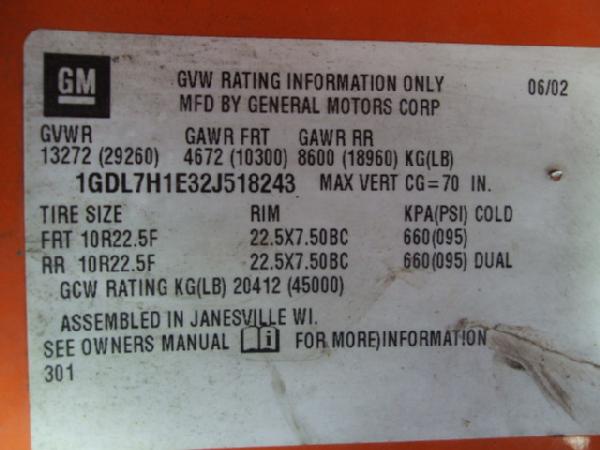 GM
GVW RATING INFORMATION ONLY 06/02
MFD BY GENERAL MOTORS CORP
GVWR GAWR FRT GAWR RR
13272 (29260) 4672 (10300) 8600 (18960) KG(LB)
1GDL7H1E32J518243 MAX VERT CG=70 IN.
TIRE SIZE RIM KPA(PSI) COLD
FRT 10R22.5F 22.5X7.50BC 660(095)
RR 10R22.5F 22.5X7.50BC 660(095) DUAL
GCW RATING KG(LB) 20412 (45000)
ASSEMBLED IN JANESVILLE WI.
SEE OWNERS MANUAL i FOR MORE)INFORMATION
301